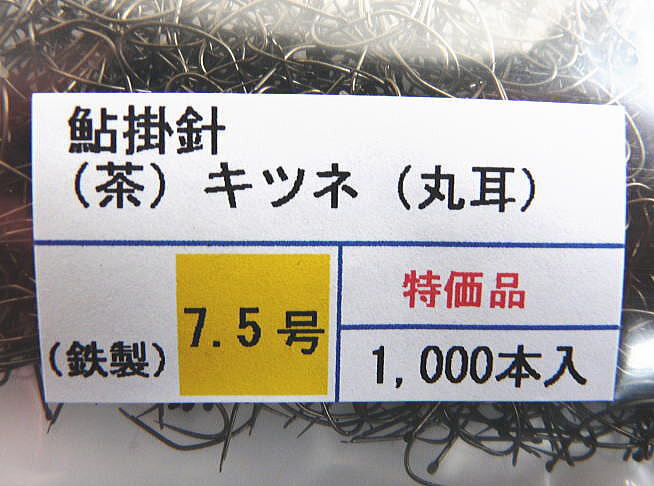 鮎掛針
（茶）キツネ（丸耳）
（鉄製）
7.5号
特価品
1,000本入